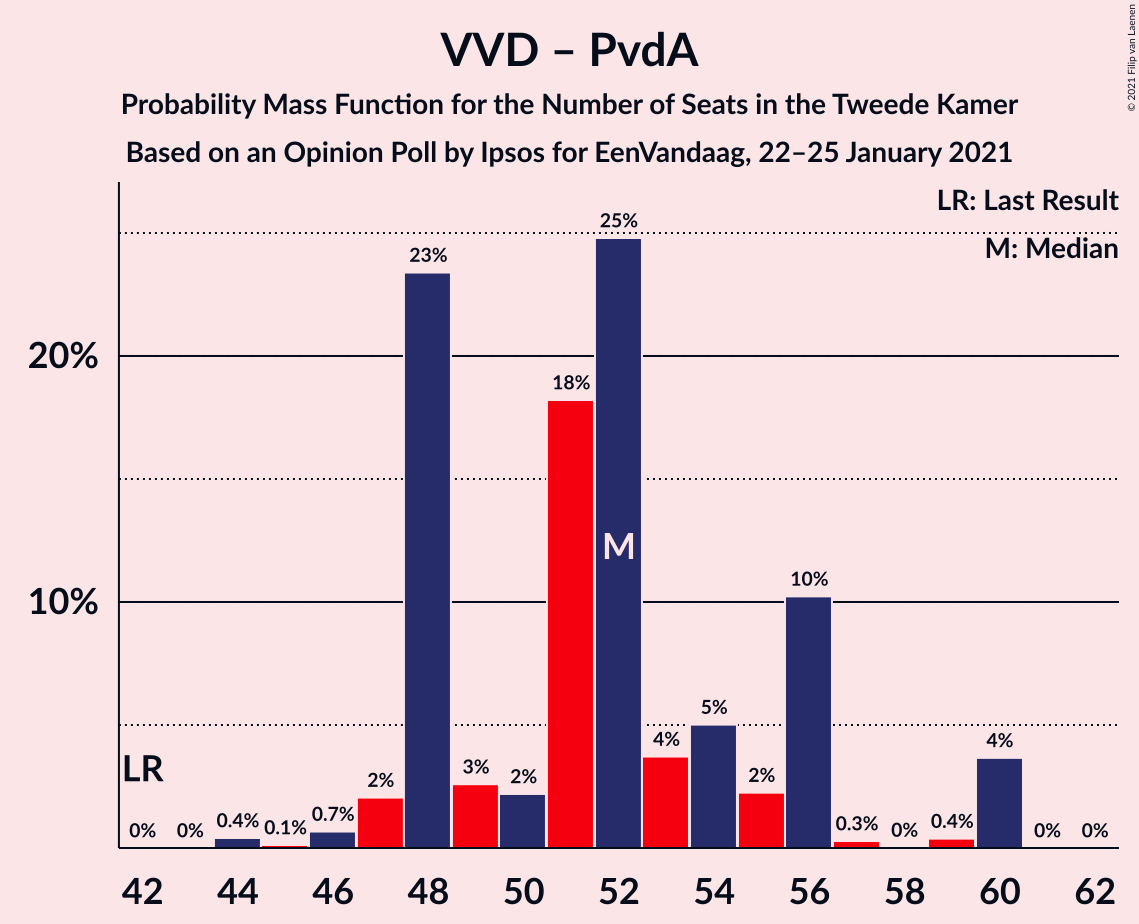 VVD – PvdA
Probability Mass Function for the Number of Seats in the Tweede Kamer
Based on an Opinion Poll by Ipsos for EenVandaag, 22–25 January 2021
© 2021 Filip van Laenen
LR: Last Result
M: Median
20%
10%
0%
0%
0.4%
0.1%
0.7%
2%
23%
3%
2%
18%
25%
4%
5%
2%
10%
0.3%
0%
0.4%
4%
0%
0%
LR
M
42 44 46 48 50 52 54 56 58 60 62